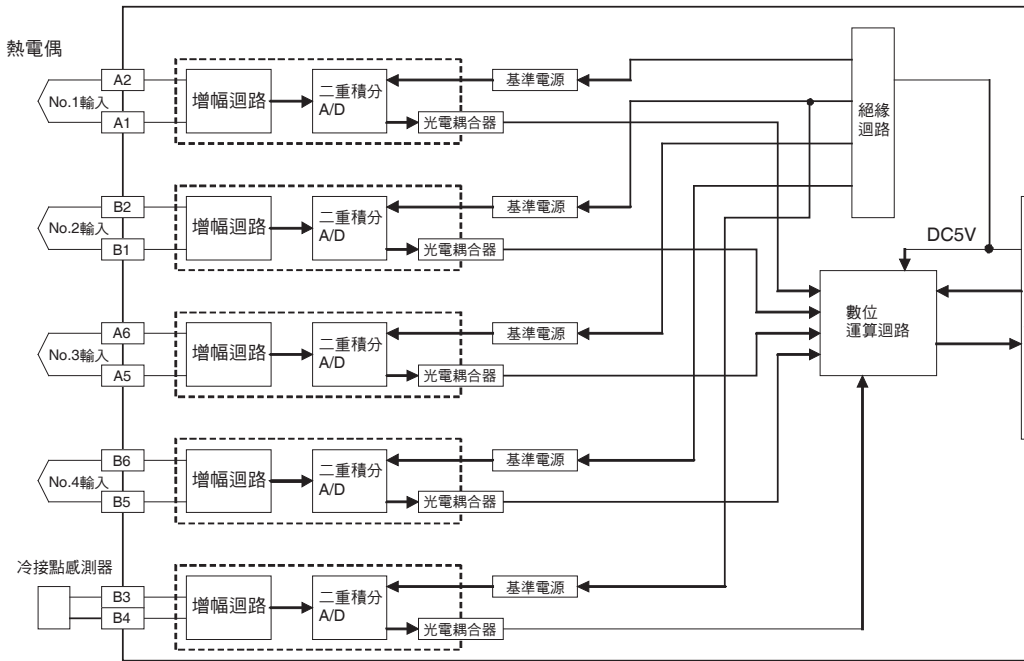 熱電偶
A2
No.1輸入
A1
增幅迴路
二重積分
A/D
基準電源
光電耦合器
絕緣
迴路
B2
No.2輸入
B1
增幅迴路
二重積分
A/D
基準電源
光電耦合器
DC5V
數位
運算迴路
A6
No.3輸入
A5
增幅迴路
二重積分
A/D
基準電源
光電耦合器
B6
No.4輸入
B5
增幅迴路
二重積分
A/D
基準電源
光電耦合器
冷接點感測器
B3
B4
增幅迴路
二重積分
A/D
基準電源
光電耦合器